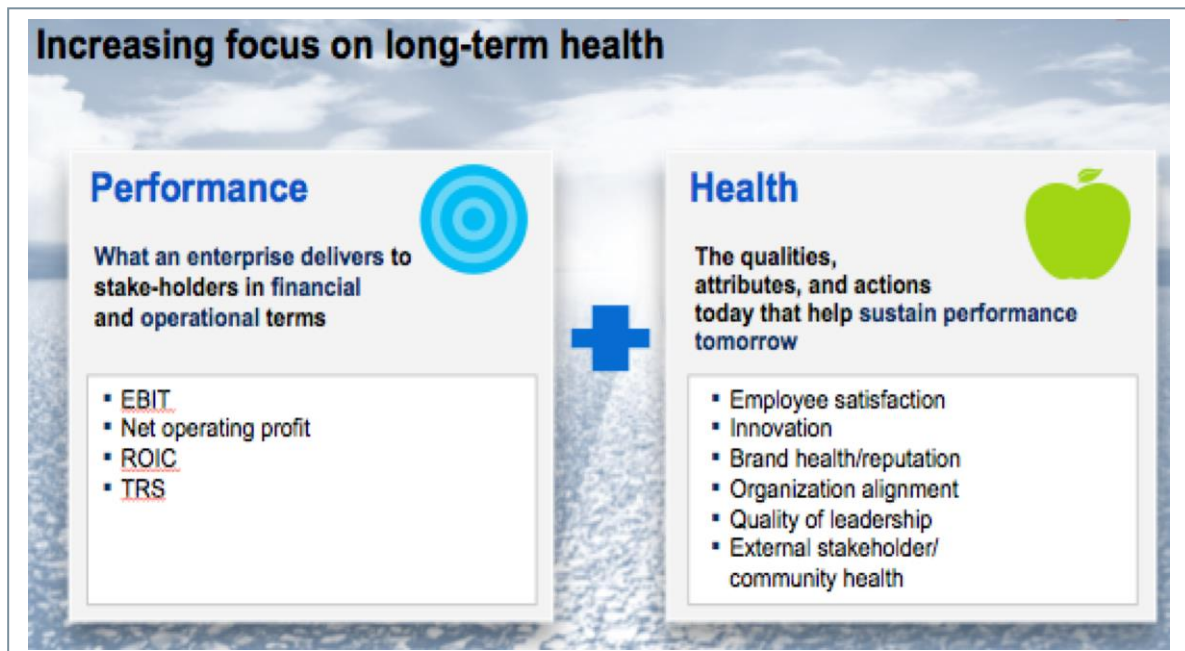 Increasing focus on long-term health
Performance
What an enterprise delivers to
stake-holders in financial
and operational terms
▪ EBIT
▪ Net operating profit
▪ ROIC
▪ TRS
Health
The qualities,
attributes, and actions
today that help sustain performance
tomorrow
▪ Employee satisfaction
▪ Innovation
▪ Brand health/reputation
▪ Organization alignment
▪ Quality of leadership
▪ External stakeholder/
community health